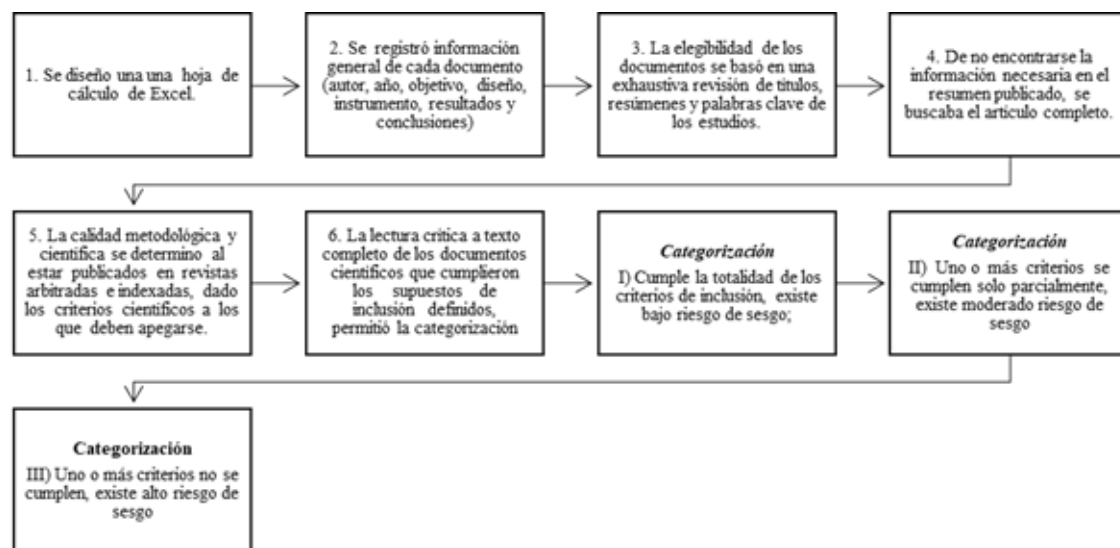 1. Se diseño una una hoja de
cálculo de Excel.
2. Se registró información
general de cada documento
(autor, año, objetivo, diseño,
instrumento, resultados y
conclusiones)
3. La elegibilidad de los
documentos se basó en una
exhaustiva revisión de títulos,
resúmenes y palabras clave de
los estudios.
4. De no encontrarse la
información necesaria en el
resumen publicado, se
buscaba el artículo completo.
5. La calidad metodológica y
científica se determino al
estar publicados en revistas
arbitradas e indexadas, dado
los criterios científicos a los
que deben apegarse.
6. La lectura crítica a texto
completo de los documentos
científicos que cumplieron
los supuestos de
inclusión definidos,
permitió la categorización
Categorización
I) Cumple la totalidad de los
criterios de inclusión, existe
bajo riesgo de sesgo;
Categorización
II) Uno o más criterios se
cumplen solo parcialmente,
existe moderado riesgo de
sesgo
Categorización
III) Uno o más criterios no se
cumplen, existe alto riesgo de
sesgo